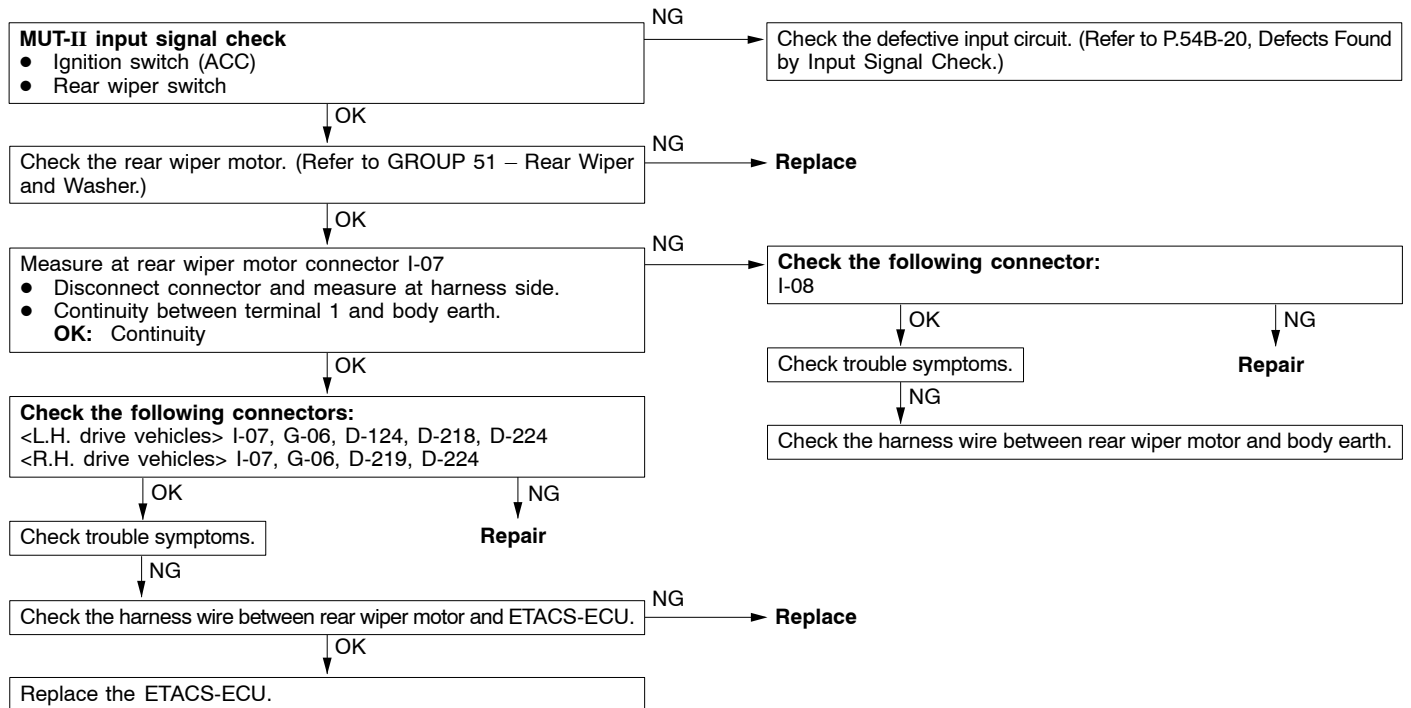 MUT-II input signal check
● Ignition switch (ACC)
● Rear wiper switch
NG
Check the defective input circuit. (Refer to P.54B-20, Defects Found
by Input Signal Check.)
OK
Check the rear wiper motor. (Refer to GROUP 51 – Rear Wiper
and Washer.)
NG
Replace
OK
Measure at rear wiper motor connector I-07
● Disconnect connector and measure at harness side.
● Continuity between terminal 1 and body earth.
OK: Continuity
NG
Check the following connector:
I-08
OK
NG
Check trouble symptoms.
Repair
NG
Check the harness wire between rear wiper motor and body earth.
OK
Check the following connectors:
<L.H. drive vehicles> I-07, G-06, D-124, D-218, D-224
<R.H. drive vehicles> I-07, G-06, D-219, D-224
OK
NG
Check trouble symptoms.
Repair
NG
Check the harness wire between rear wiper motor and ETACS-ECU.
NG
Replace
OK
Replace the ETACS-ECU.